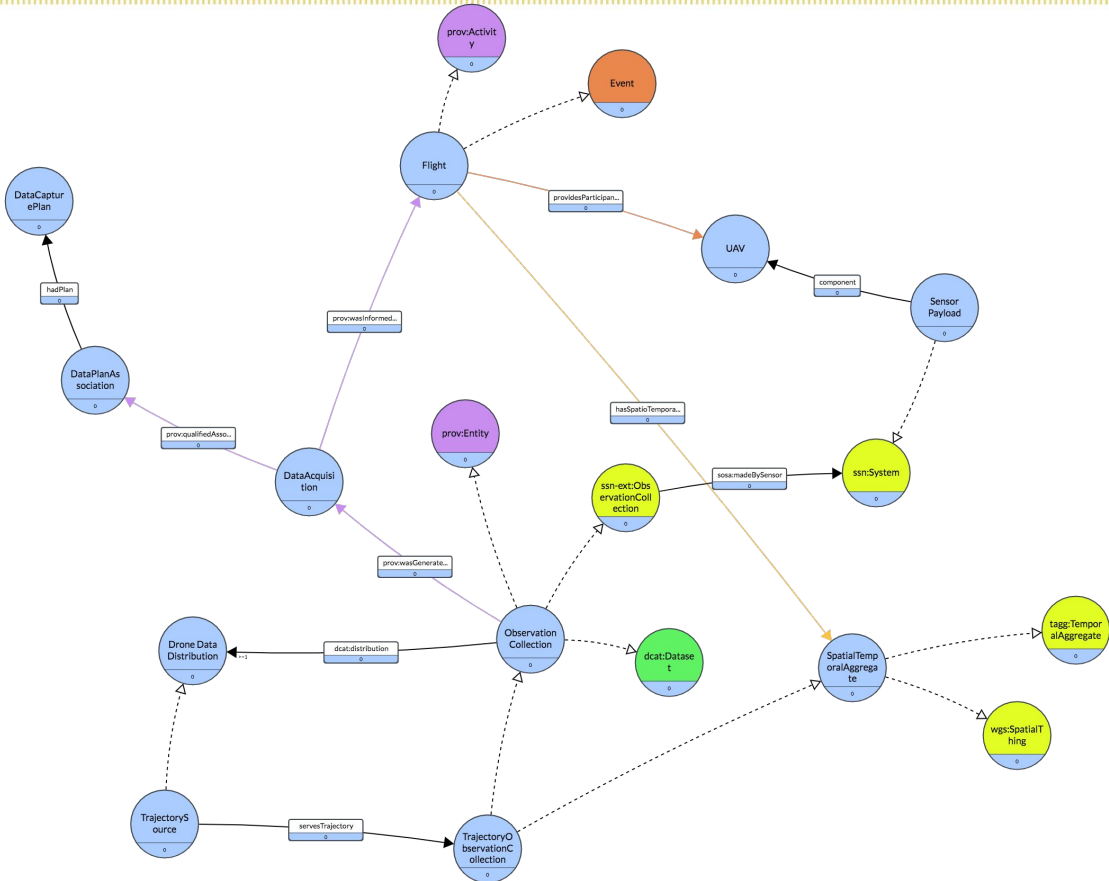 prov:Activit
y
0
Event
0
Flight
0
DataCaptur
ePlan
0
providesParticipan...
0
UAV
0
hadPlan
0
component
0
Sensor
Payload
0
prov:wasInformed...
0
DataPlanAs
sociation
0
hasSpatioTempora...
0
prov:qualifiedAsso...
0
prov:Entity
0
DataAcquisi
tion
0
ssn-ext:Obs
ervationColl
ection
0
sosa:madeBySensor
0
ssn:System
0
prov:wasGenerate...
0
Drone Data
Distribution
0
>=1
dcat:distribution
0
Observation
Collection
0
dcat:Datase
t
0
SpatialTemp
oralAggrega
te
0
tagg:Tempor
alAggregate
0
wgs:SpatialT
hing
0
TrajectoryS
ource
0
servesTrajectory
0
TrajectoryO
bservationC
ollection
0